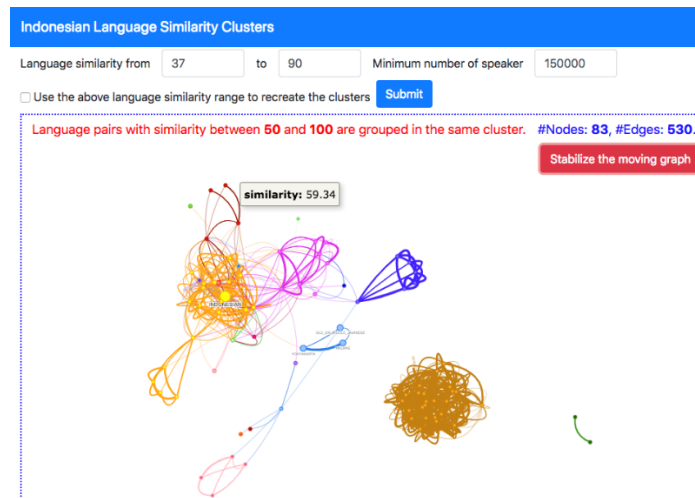 Indonesian Language Similarity Clusters
Language similarity from 37 to 90 Minimum number of speaker 150000
Use the above language similarity range to recreate the clusters Submit
Language pairs with similarity between 50 and 100 are grouped in the same cluster. #Nodes: 83, #Edges: 530.
Stabilize the moving graph
similarity: 59.34
INDONESIAN